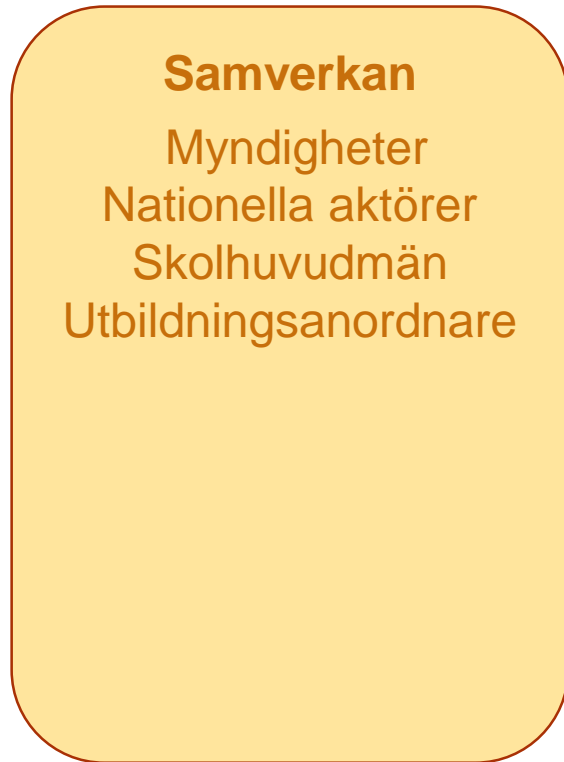 Samverkan
Myndigheter
Nationella aktörer
Skolhuvudmän
Utbildningsanordnare